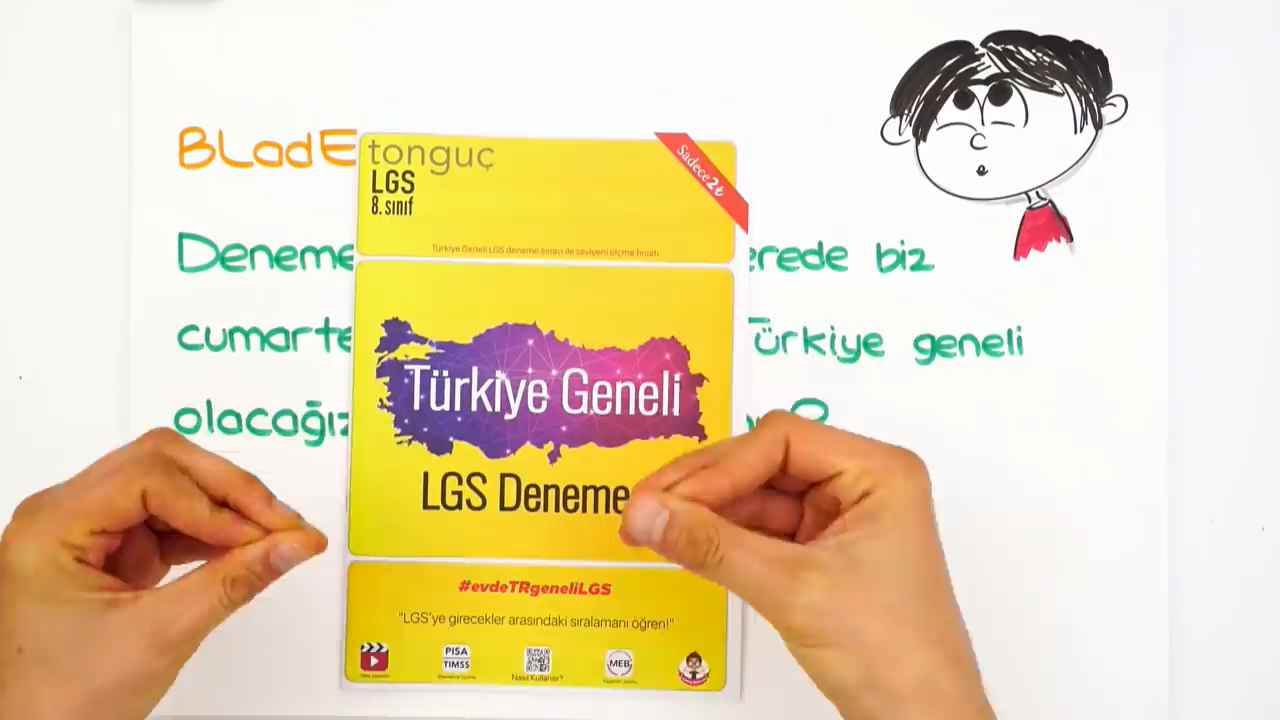 BLadE
tonguç
LGS
8. sınıf
Sadece 2 ₺
Türkiye Geneli LGS deneme sınavı ile seviyeni ölçme fırsatı
Deneme
erede biz
cumarte
Türkiye geneli
olacağız
Türkiye Geneli
LGS Deneme
#evdeTRgeneliLGS
"LGS'ye girecekler arasındaki sıralamanı öğren!"
PISA
TIMSS
Nasıl Kullanılır?
MEB